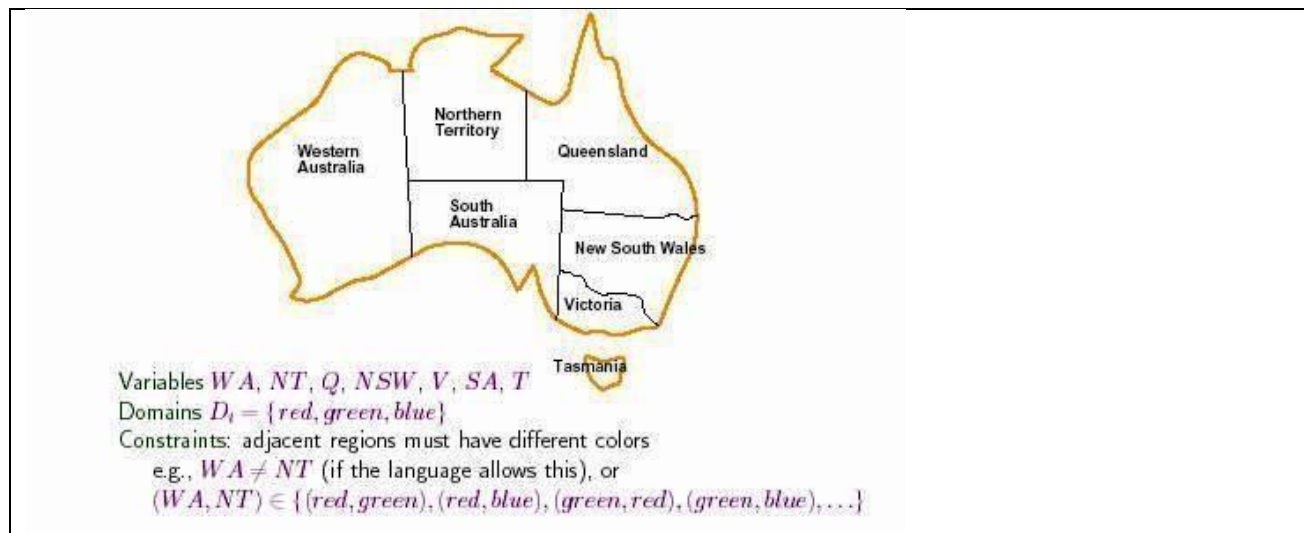 Northern
Territory
Western
Australia
Queensland
South
Australia
New South Wales
Victoria
Tasmania
Variables WA, NT, Q, NSW, V, SA, T
Domains Di = {red, green, blue}
Constraints: adjacent regions must have different colors
e.g., WA ≠ NT (if the language allows this), or
(WA, NT) ∈ {(red, green), (red, blue), (green, red), (green, blue), . . .}